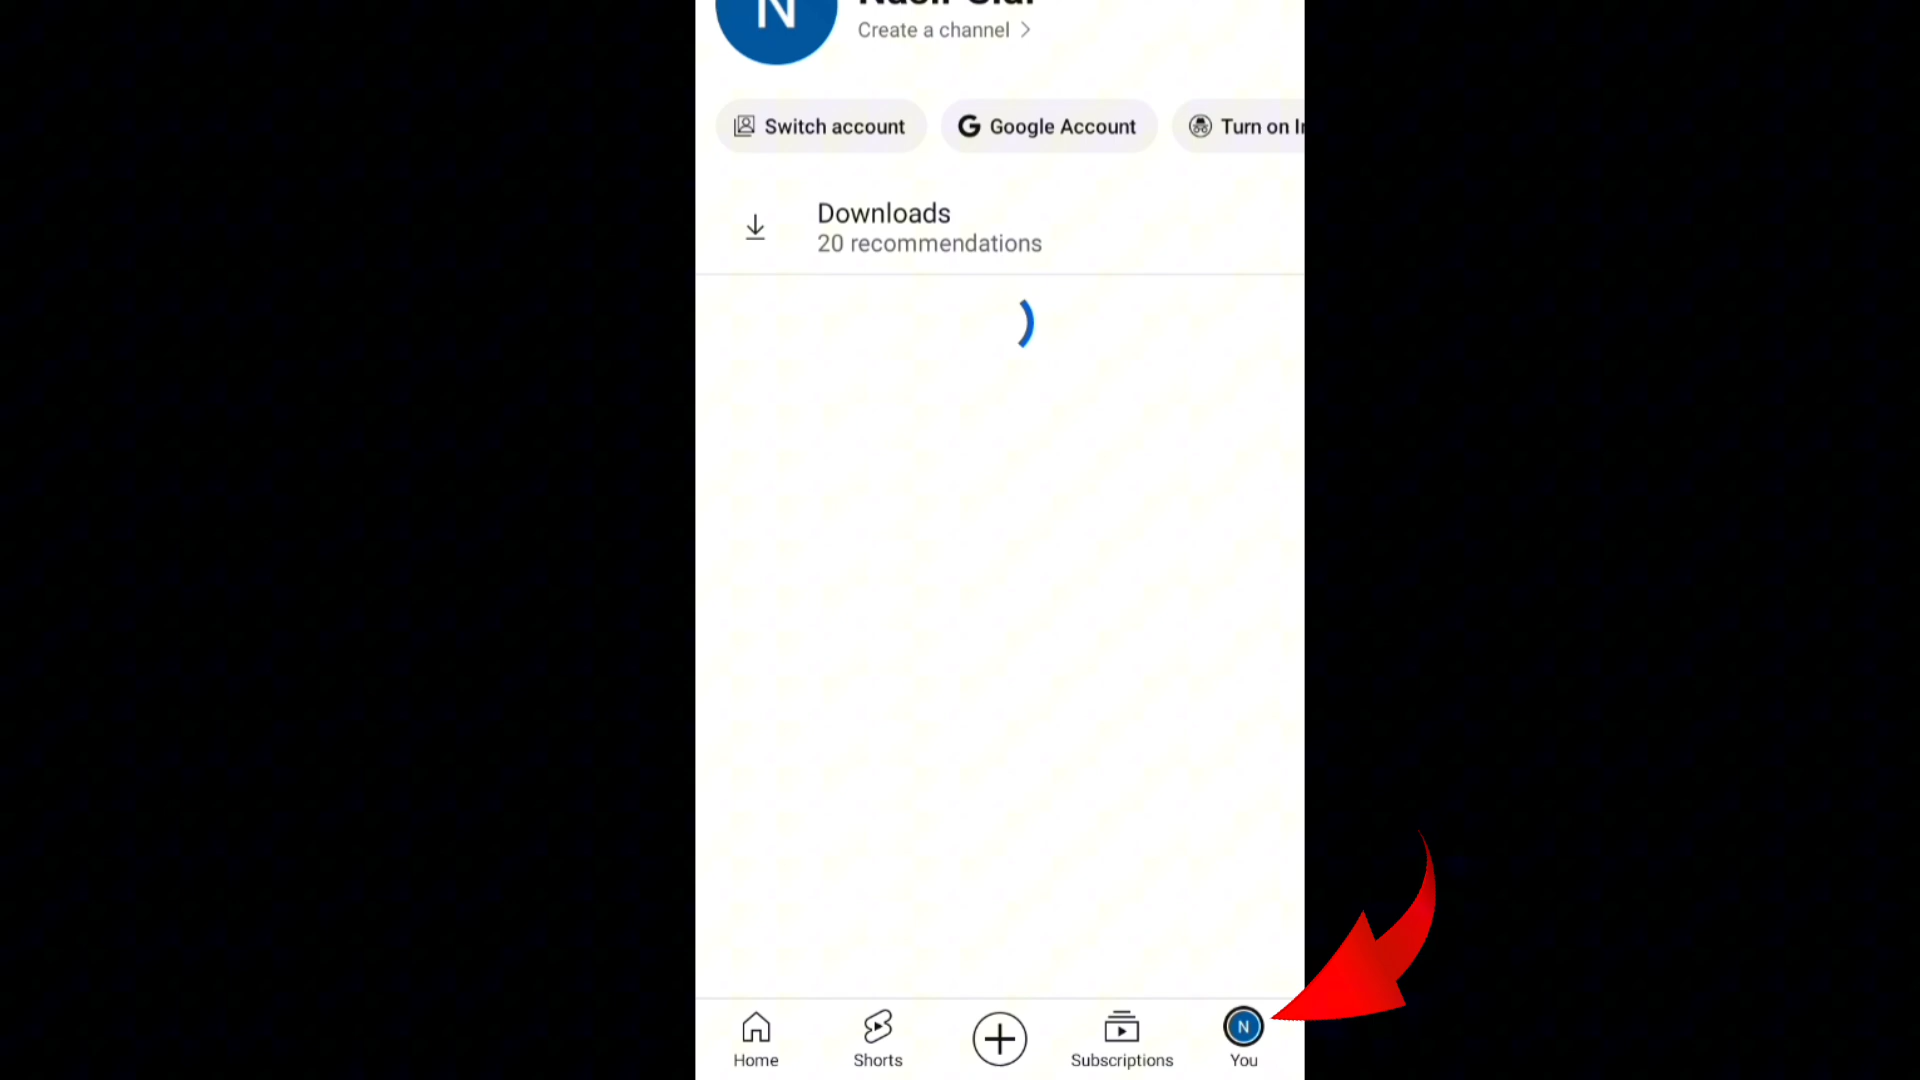 N
Create a channel
Switch account
Google Account
Turn on
Downloads
20 recommendations
N
Home
Shorts
Subscriptions
You